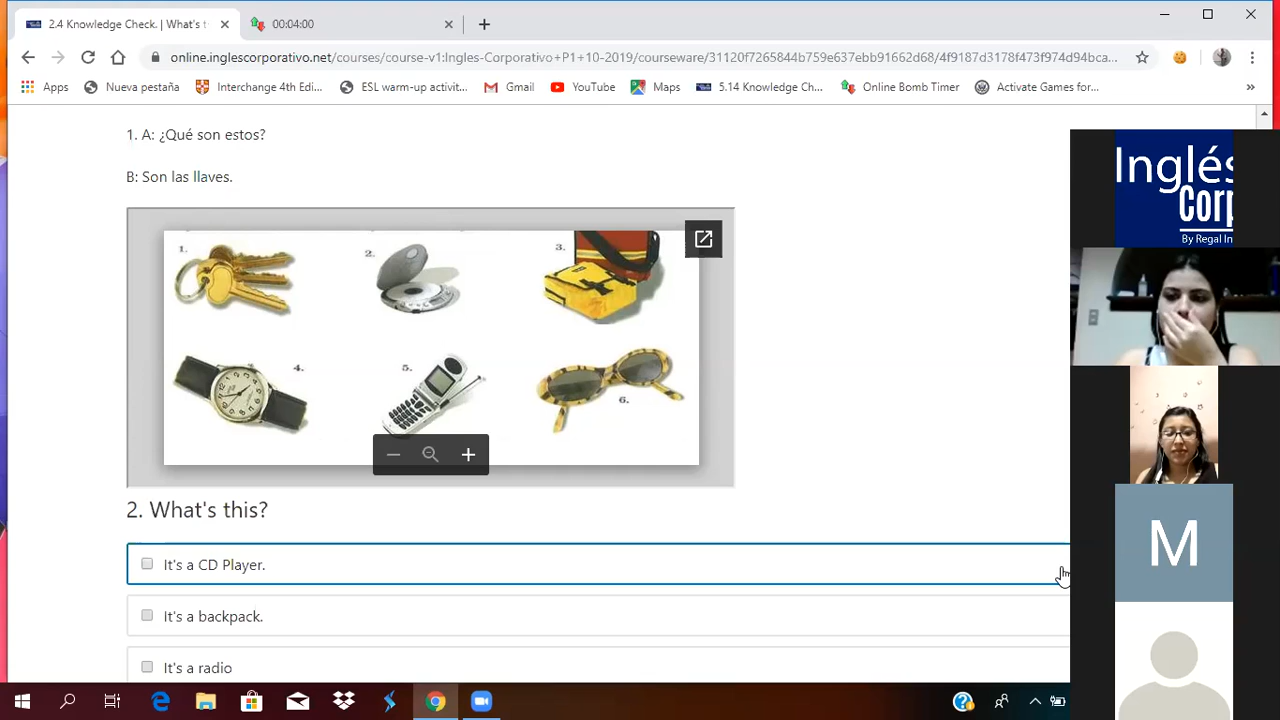 2.4 Knowledge Check. | What's t
00:04:00
online.inglescorporativo.net/courses/course-v1:Ingles_Corporativo+P1+10-2019/courseware/31120f7265844b759e637ebb91662d68/4f9187d3178f473f974d94bca...
Apps
Nueva pestaña
Interchange 4th Edi...
ESL warm-up activit...
Gmail
YouTube
Maps
5.14 Knowledge Ch...
Online Bomb Timer
Activate Games for...
1. A: ¿Qué son estos?
B: Son las llaves.
1.
2.
3.
4.
5.
6.
2. What's this?
It's a CD Player.
It's a backpack.
It's a radio
Inglés
Corp
By Regal In
M